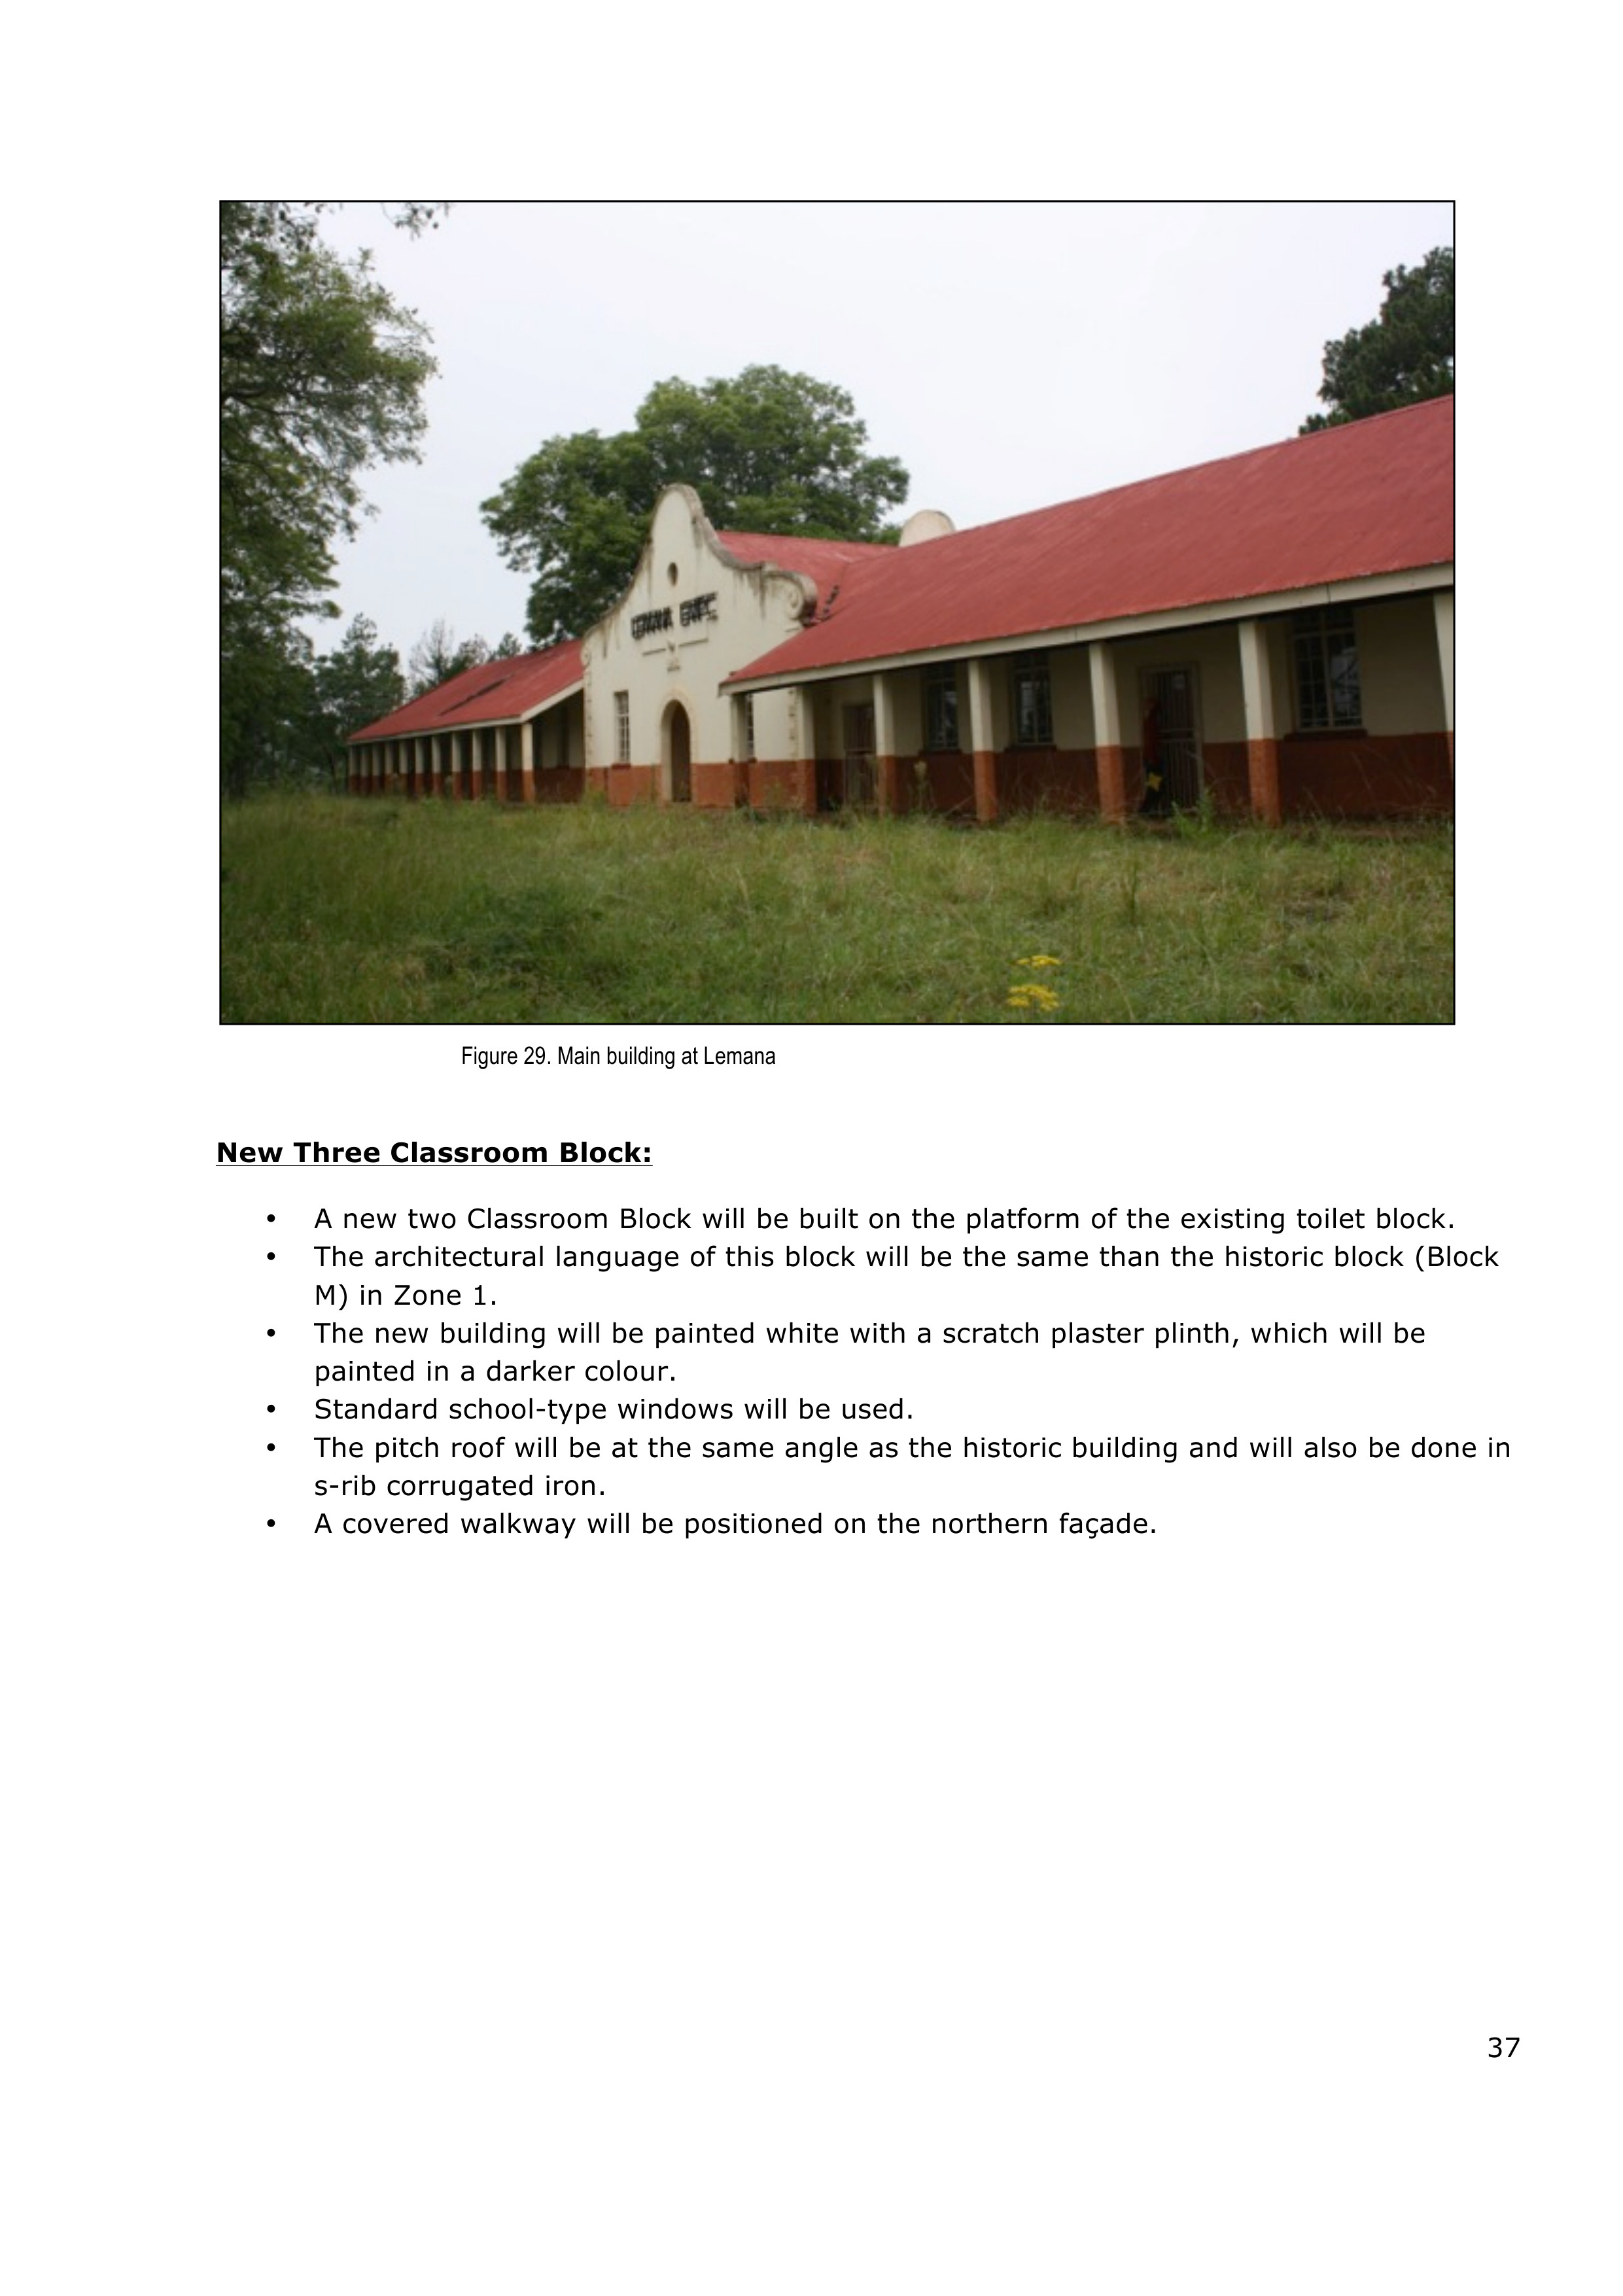 Figure 29. Main building at Lemana
New Three Classroom Block:
• A new two Classroom Block will be built on the platform of the existing toilet block.
• The architectural language of this block will be the same than the historic block (Block
M) in Zone 1.
• The new building will be painted white with a scratch plaster plinth, which will be
painted in a darker colour.
• Standard school-type windows will be used.
• The pitch roof will be at the same angle as the historic building and will also be done in
s-rib corrugated iron.
• A covered walkway will be positioned on the northern façade.
37